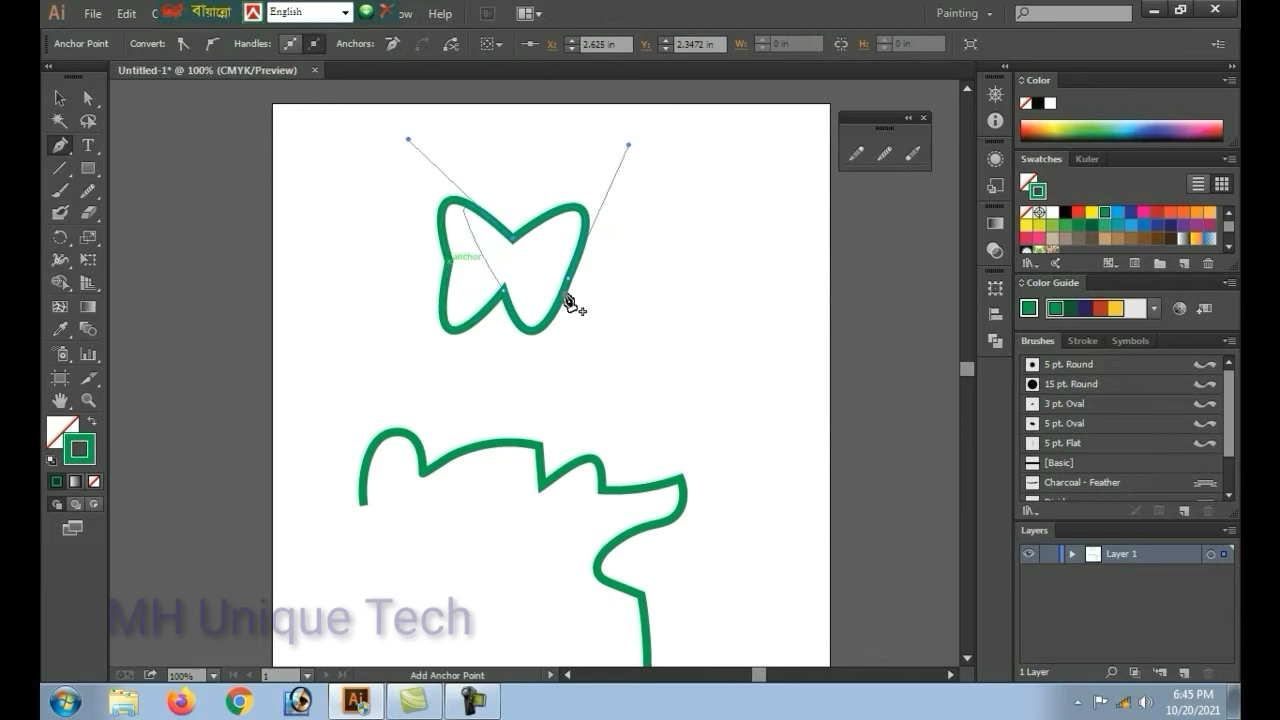 Ai File Edit C বায়ান্নো English ow Help Br Painting
Anchor Point Convert: Handles: Anchors: X: 2.625 in Y: 2.3472 in W: 0 in H: 0 in
Untitled-1* @ 100% (CMYK/Preview)
Color
Swatches Kuler
anchor
Color Guide
Brushes Stroke Symbols
5 pt. Round
15 pt. Round
3 pt. Oval
5 pt. Oval
5 pt. Flat
[Basic]
Charcoal - Feather
Layers
Layer 1
MH Unique Tech
100% 1 Add Anchor Point 1 Layer
6:45 PM
10/20/2021